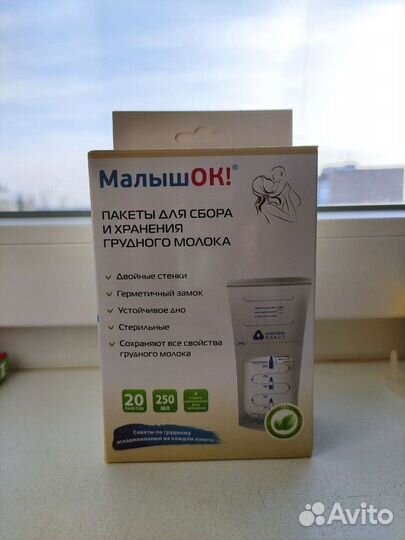 МалышОК!®
ПАКЕТЫ ДЛЯ СБОРА
И ХРАНЕНИЯ
ГРУДНОГО МОЛОКА
✓ Двойные стенки
✓ Герметичный замок
✓ Устойчивое дно
✓ Стерильные
✓ Сохраняют все свойства
грудного молока
20
ПАКЕТОВ
250
МЛ
Советы по грудному
вскармливанию на каждом пакете
Avito